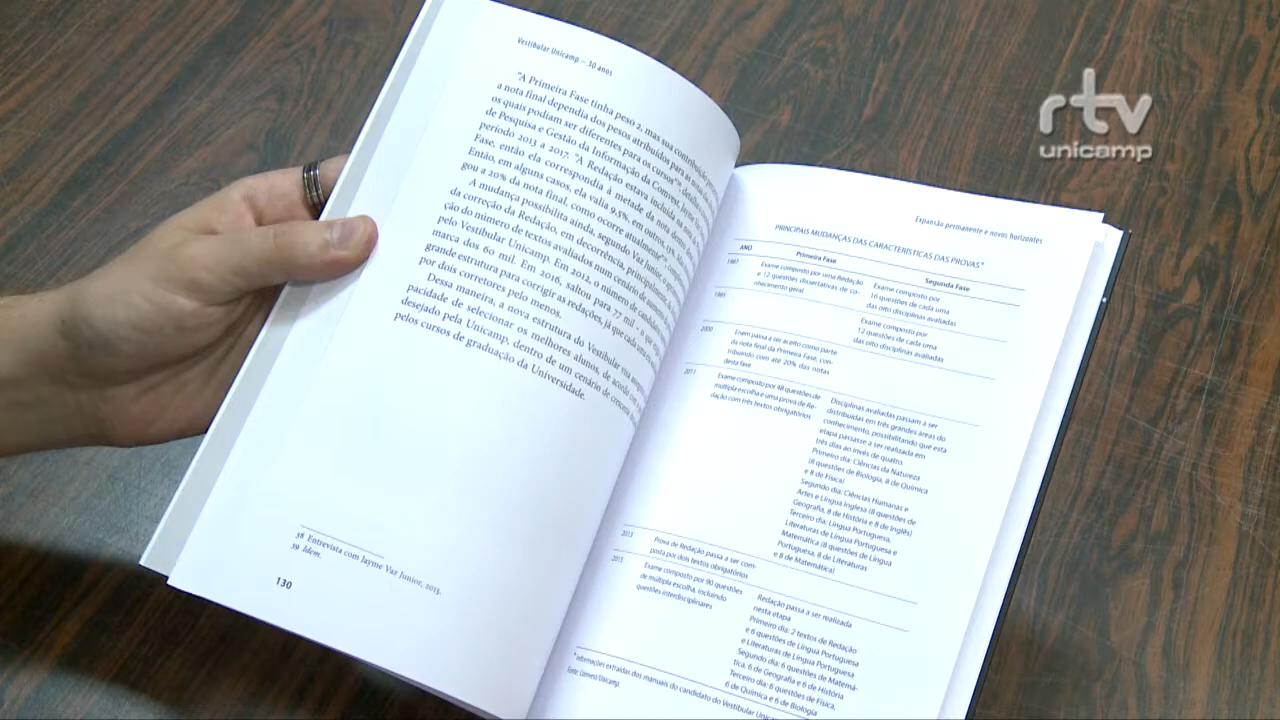 Vestibular Unicamp – 30 anos
"A Primeira Fase tinha peso 2, mas sua contribuição
a nota final dependia dos pesos atribuídos para as notas
os quais podiam ser diferentes para os cursos"³⁸,
de Pesquisa e Gestão da Informação da Comvest, Jayme
período 2013 a 2017. "A Redação estava incluída na
Fase, então ela correspondia à metade da nota dentro
Então, em alguns casos, ela valia 9,5%, em outros,
gou a 20% da nota final, como ocorre atualmente"³⁹
A mudança possibilita ainda, segundo Vaz Junior, o
da correção da Redação, em decorrência, principalmente,
ção do número de textos avaliados num cenário de
pelo Vestibular Unicamp. Em 2012, o número de
marca dos 60 mil. Em 2016, saltou para 77 mil – o que
grande estrutura para corrigir as redações, já que cada
por dois corretores pelo menos.
Dessa maneira, a nova estrutura do Vestibular visa
pacidade de selecionar os melhores alunos, de acordo com
desejado pela Unicamp, dentro de um cenário de
pelos cursos de graduação da Universidade.
38 Entrevista com Jayme Vaz Junior, 2015.
39 Idem.
130
rtv
unicamp
Expansão permanente e novos horizontes
PRINCIPAIS MUDANÇAS DAS CARACTERÍSTICAS DAS PROVAS*
ANO Primeira Fase Segunda Fase
1987
Exame composto por uma Redação
e 12 questões dissertativas de co-
nhecimento geral
Exame composto por
16 questões de cada uma
das oito disciplinas avaliadas
Exame composto por
12 questões de cada uma
das oito disciplinas avaliadas
2000
Enem passa a ser aceito como parte
da nota final da Primeira Fase, con-
tribuindo com até 20% das notas
desta fase
2011
Exame composto por 48 questões de
múltipla escolha e uma prova de Re-
dação com três textos obrigatórios
Disciplinas avaliadas passam a ser
distribuídas em três grandes áreas do
conhecimento, possibilitando que esta
etapa passasse a ser realizada em
três dias ao invés de quatro.
Primeiro dia: Ciências da Natureza
(8 questões de Biologia, 8 de Química
e 8 de Física)
Segundo dia: Ciências Humanas e
Artes e Língua Inglesa (8 questões de
Geografia, 8 de História e 8 de Inglês)
Terceiro dia: Língua Portuguesa,
Literaturas de Língua Portuguesa e
Matemática (8 questões de Língua
Portuguesa, 8 de Literaturas
e 8 de Matemática)
2013
Prova de Redação passa a ser com-
posta por dois textos obrigatórios
2015
Exame composto por 90 questões
de múltipla escolha, incluindo
questões interdisciplinares
Redação passa a ser realizada
nesta etapa
Primeiro dia: 2 textos de Redação
e 6 questões de Língua Portuguesa
e Literaturas de Língua Portuguesa
Segundo dia: 6 questões de Matemá-
tica, 6 de Geografia e 6 de História
Terceiro dia: 6 questões de Física,
6 de Química e 6 de Biologia
* Informações extraídas dos manuais do candidato do Vestibular
Fonte: Comvest/Unicamp.